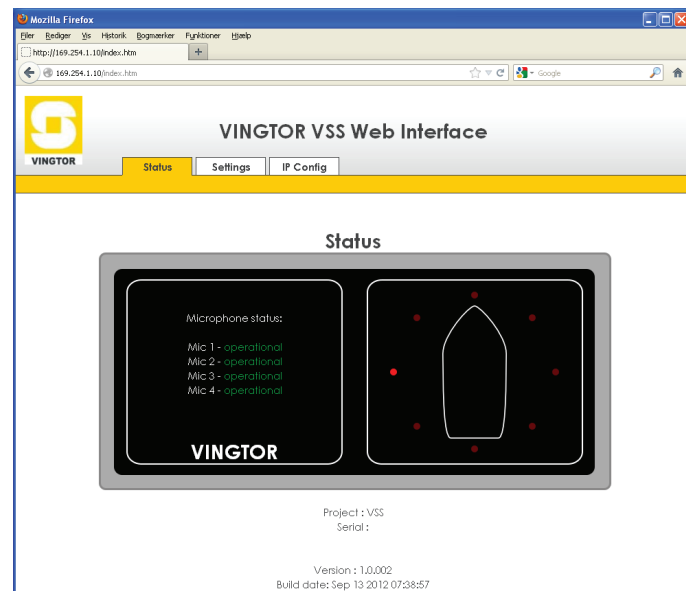 Mozilla Firefox
Filer Rediger Vis Historik Bogmærker Funktioner Hjælp
http://169.254.1.10/index.htm
169.254.1.10/index.htm
Google
VINGTOR
VINGTOR VSS Web Interface
Status Settings IP Config
Status
Microphone status:
Mic 1 - operational
Mic 2 - operational
Mic 3 - operational
Mic 4 - operational
VINGTOR
Project : VSS
Serial :
Version : 1.0.002
Build date: Sep 13 2012 07:38:57